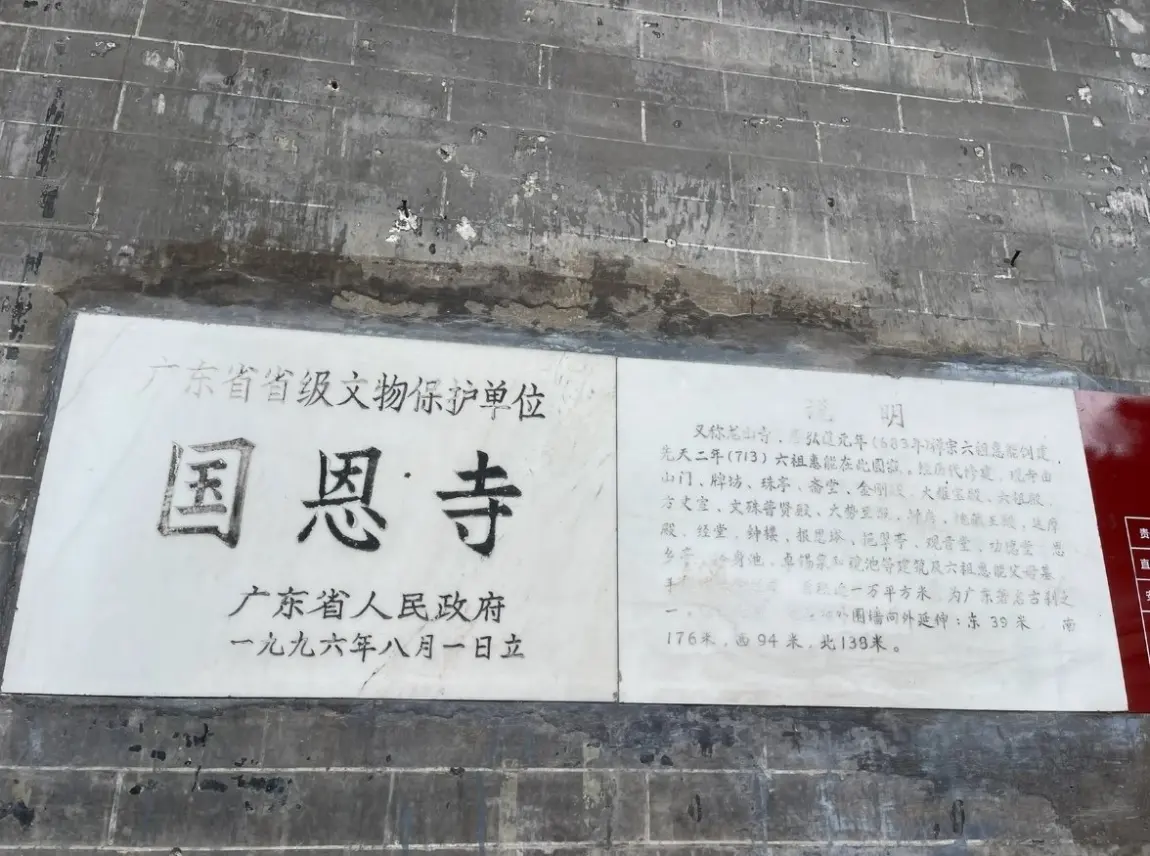 广东省省级文物保护单位
国恩寺
广东省人民政府
一九九六年八月一日立
说明
又称龙山寺，唐弘道元年(683年)禅宗六祖惠能创建，
先天二年(713)六祖惠能在此圆寂，经历代修建，现寺由
山门、牌坊、珠亭、斋堂、金刚殿、大雄宝殿、六祖殿、
方丈室、文殊普贤殿、大势至殿、地藏王殿、达摩
殿、经堂、钟楼、报恩塔、挹翠亭、观音堂、功德堂、思
乡亭、身池、卓锡泉和镜池等建筑及六祖惠能父母墓
一万平方米，为广东著名古刹之
一。外围墙向外延伸：东39米，南
176米，西94米，北139米。
责
直